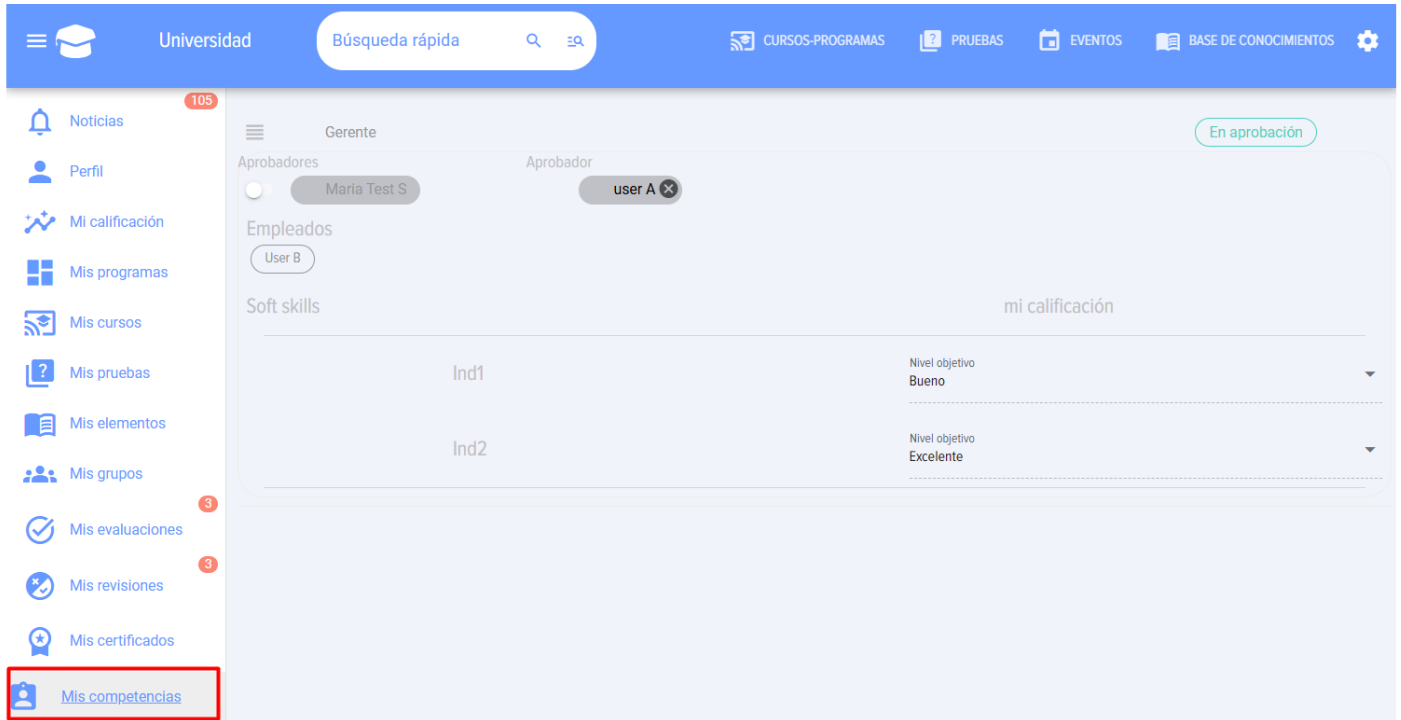 Universidad
Búsqueda rápida
CURSOS-PROGRAMAS
PRUEBAS
EVENTOS
BASE DE CONOCIMIENTOS
105
Noticias
Perfil
Mi calificación
Mis programas
Mis cursos
Mis pruebas
Mis elementos
Mis grupos
3
Mis evaluaciones
3
Mis revisiones
Mis certificados
Mis competencias
Gerente
En aprobación
Aprobadores
Aprobador
Maria Test S
user A
Empleados
User B
Soft skills
mi calificación
Ind1
Nivel objetivo
Bueno
Ind2
Nivel objetivo
Excelente